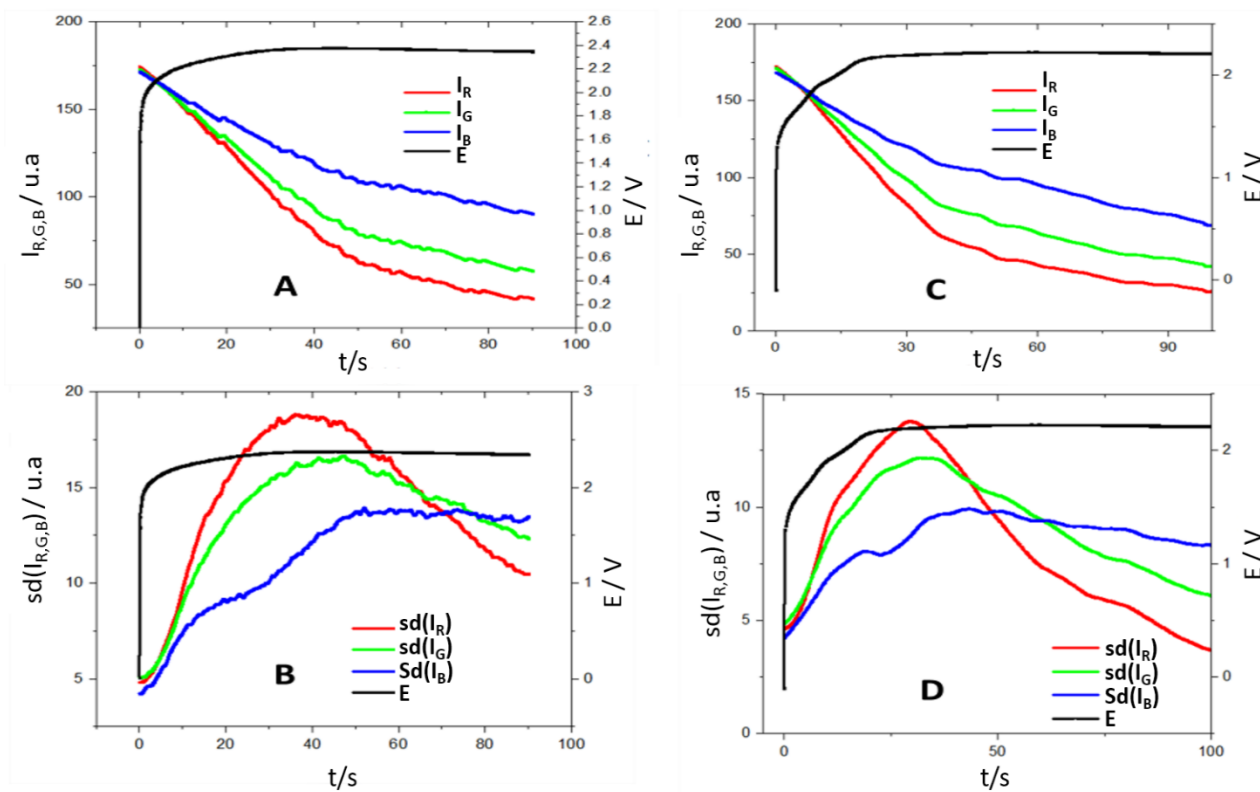 200
150
100
50
I_R,G,B / u.a
2.6
2.4
2.2
2.0
1.8
1.6
1.4
1.2
1.0
0.8
0.6
0.4
0.2
0.0
E / V
I_R
I_G
I_B
E
A
0 20 40 60 80 100
t/s
200
175
150
125
100
75
50
25
0
I_R,G,B / u.a
2
1
0
E / V
I_R
I_G
I_B
E
C
0 30 60 90
t/s
20
15
10
5
sd(I_R,G,B) / u.a
3
2
1
0
E / V
sd(I_R)
sd(I_G)
Sd(I_B)
E
B
0 20 40 60 80 100
t/s
15
10
5
0
sd(I_R,G,B) / u.a
2
1
0
E / V
sd(I_R)
sd(I_G)
Sd(I_B)
E
D
0 50 100
t/s